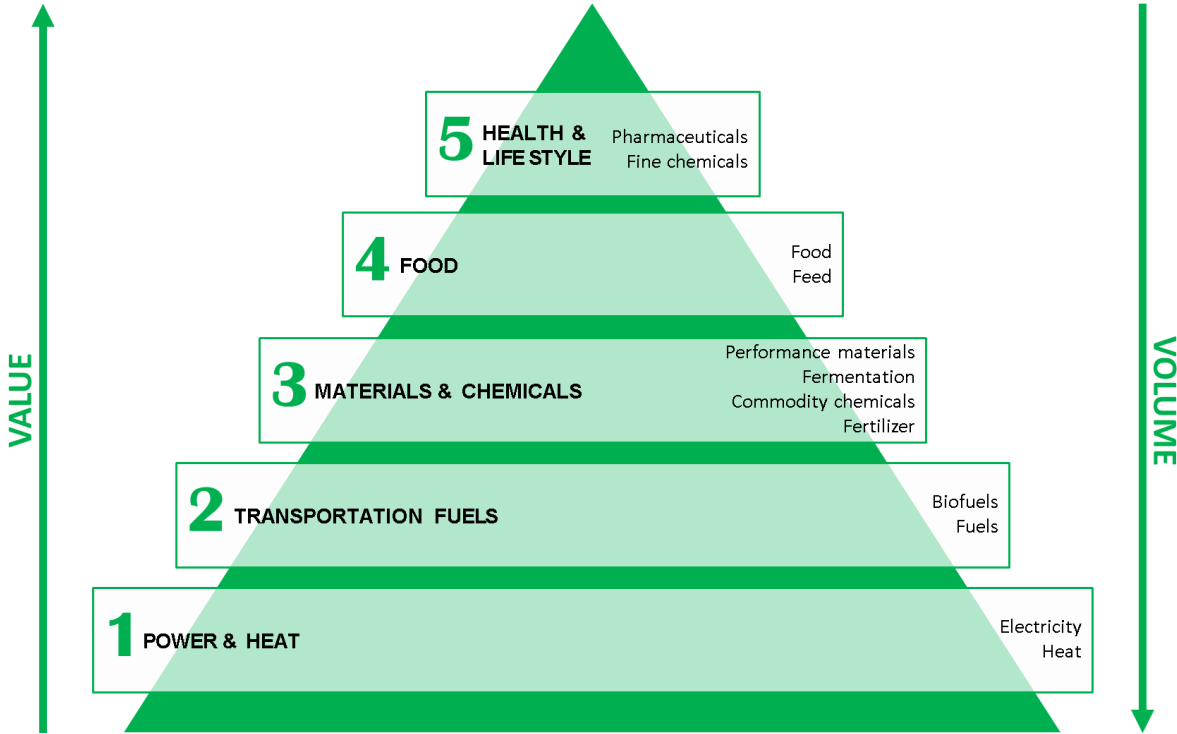 VALUE
VOLUME
5 HEALTH &
LIFE STYLE
Pharmaceuticals
Fine chemicals
4 FOOD
Food
Feed
3 MATERIALS & CHEMICALS
Performance materials
Fermentation
Commodity chemicals
Fertilizer
2 TRANSPORTATION FUELS
Biofuels
Fuels
1 POWER & HEAT
Electricity
Heat